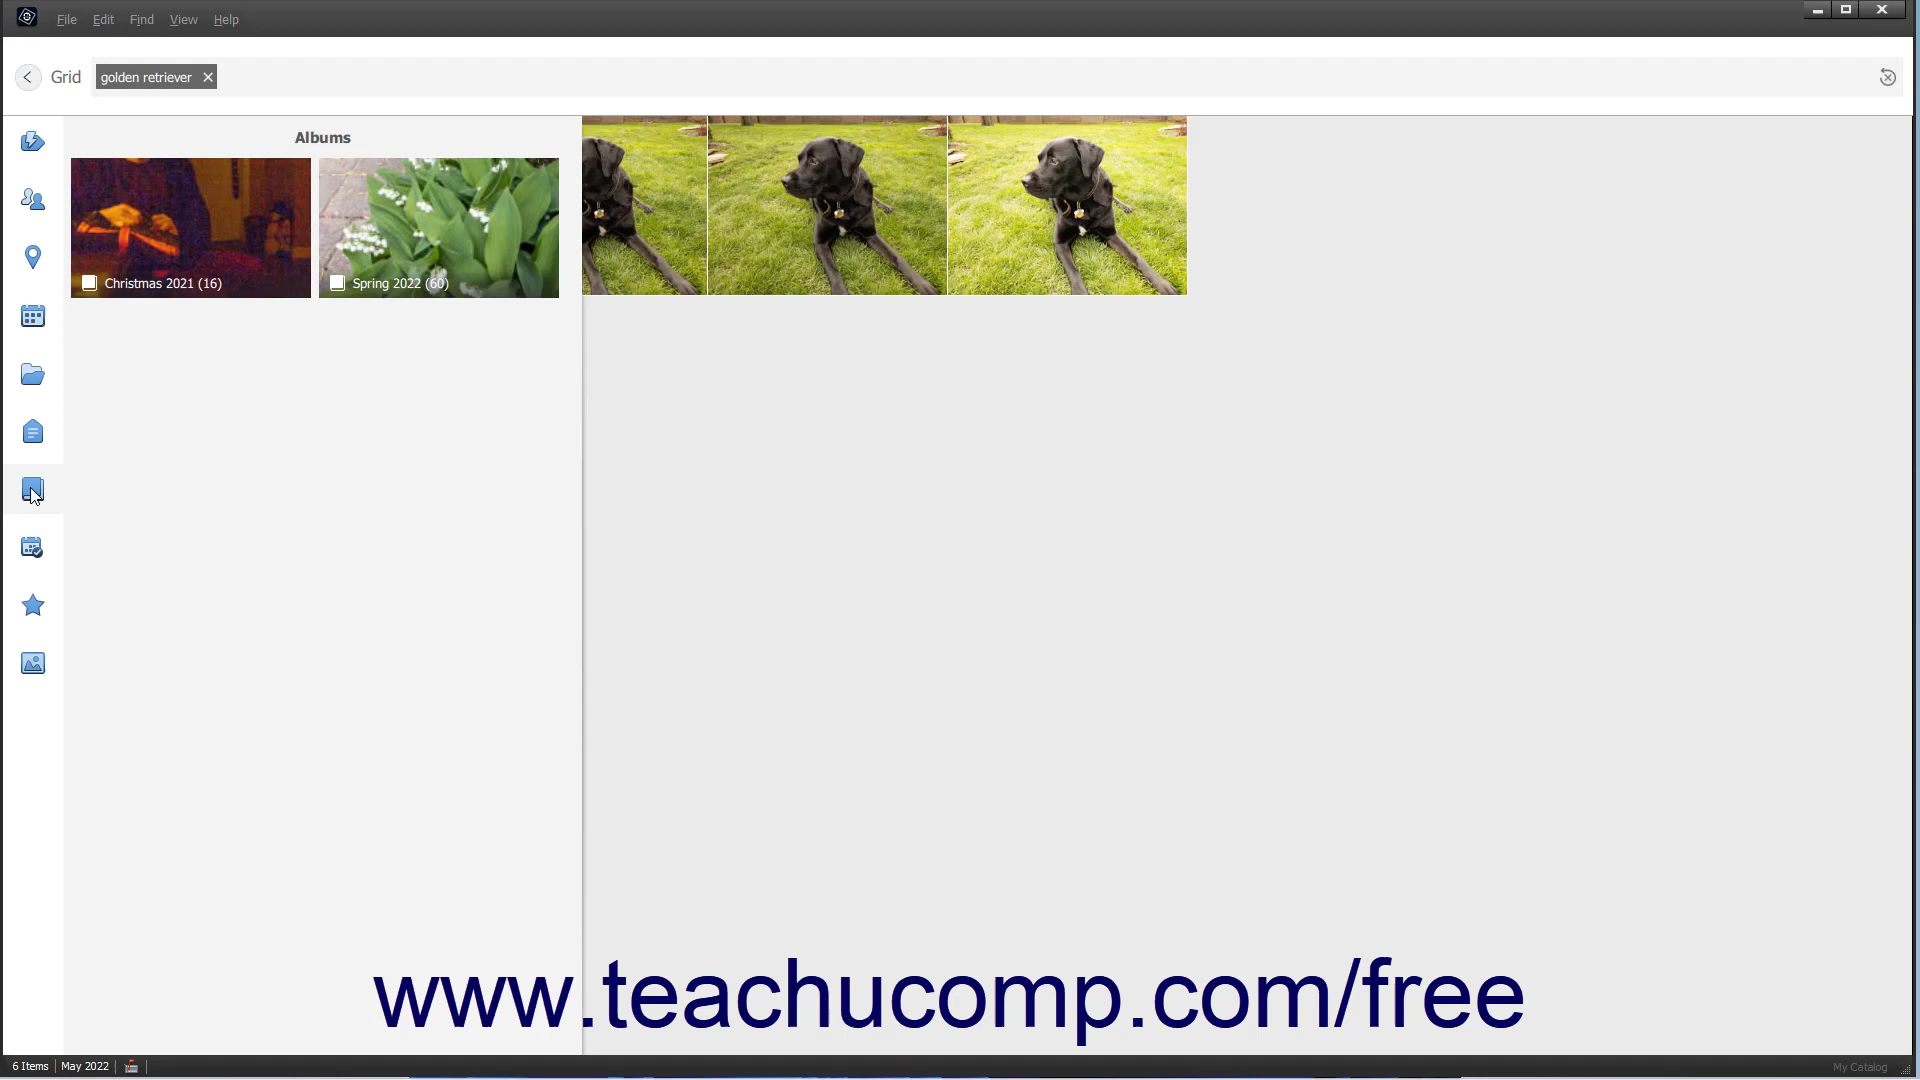 File Edit Find View Help
Grid golden retriever
Albums
Christmas 2021 (16) Spring 2022 (60)
www.teachucomp.com/free
6 Items May 2022 My Catalog